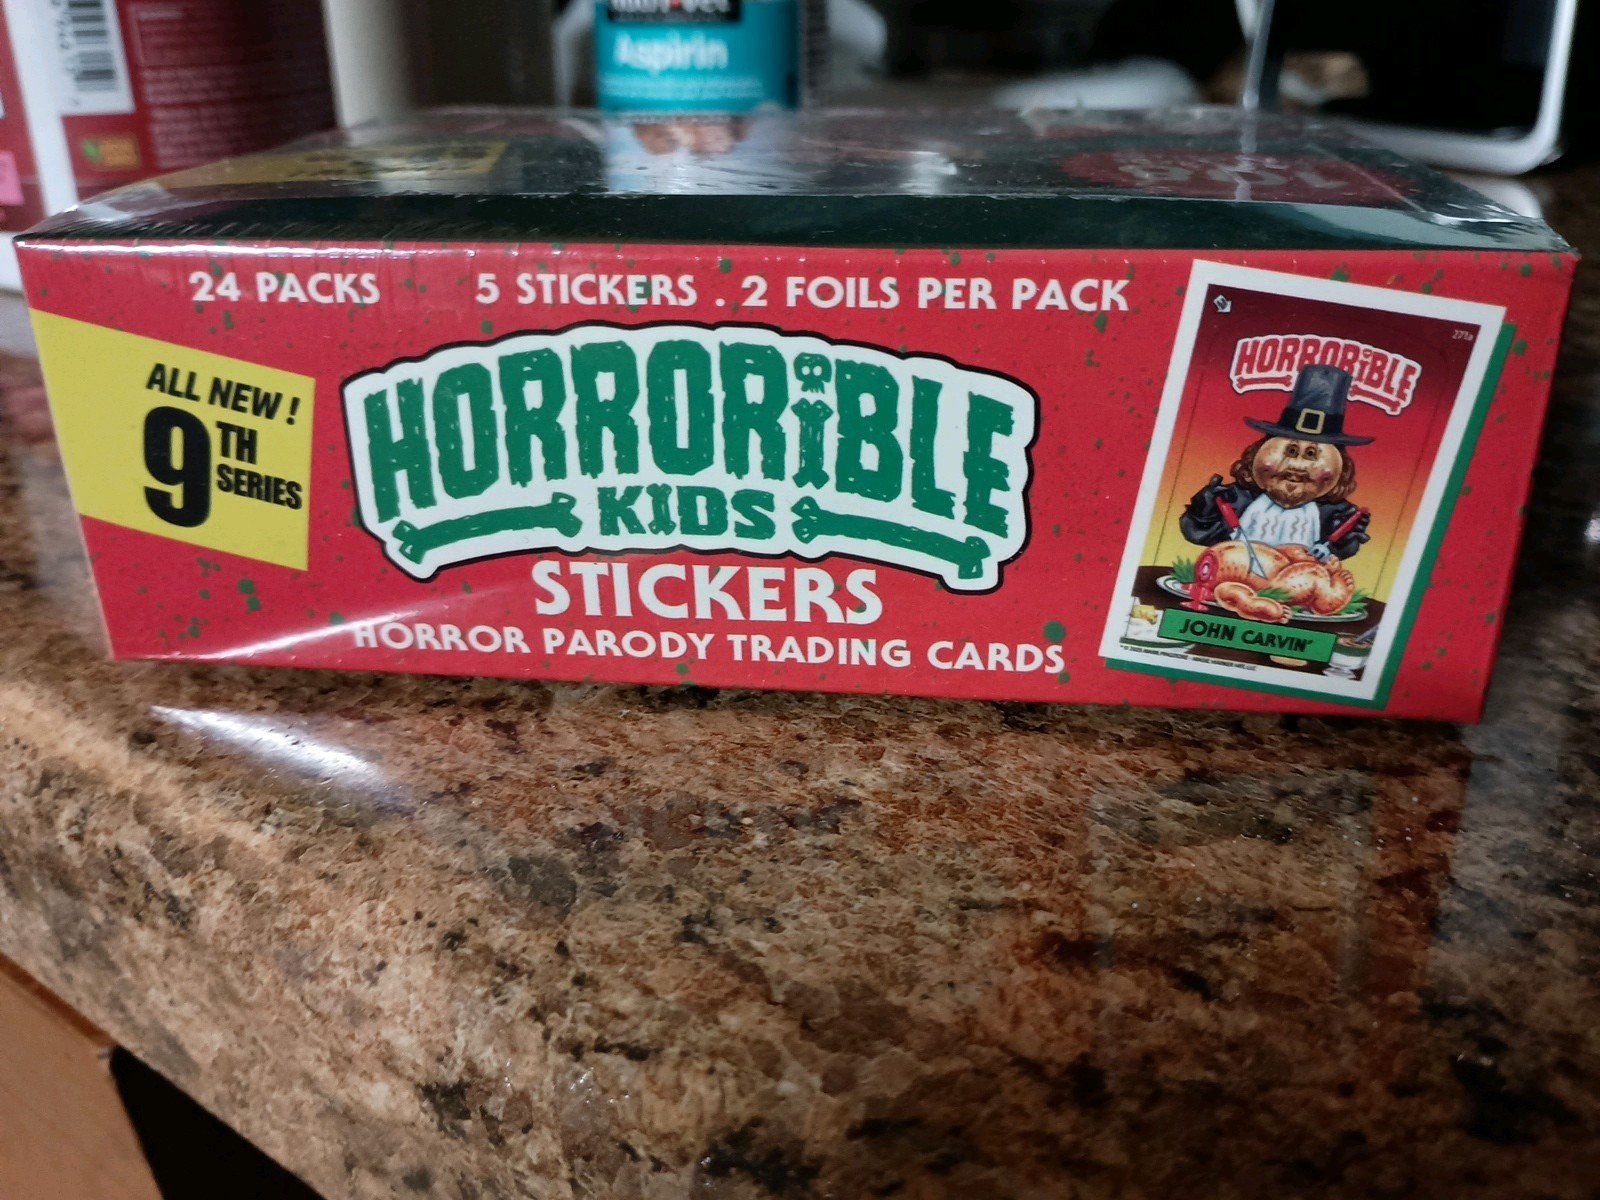 Aspirin
24 PACKS 5 STICKERS . 2 FOILS PER PACK
ALL NEW!
9TH
SERIES
HORRORiBLE
KIDS
STICKERS
HORROR PARODY TRADING CARDS
271a
HORRORiBLE
JOHN CARVIN'